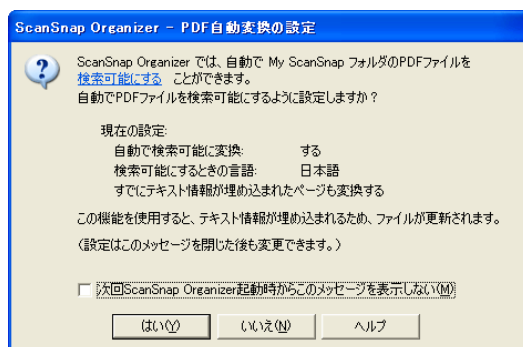 ScanSnap Organizer - PDF自動変換の設定
ScanSnap Organizer では、自動で My ScanSnap フォルダのPDFファイルを
検索可能にする ことができます。
自動でPDFファイルを検索可能にするように設定しますか？
現在の設定:
自動で検索可能に変換: する
検索可能にするときの言語: 日本語
すでにテキスト情報が埋め込まれたページも変換する
この機能を使用すると、テキスト情報が埋め込まれるため、ファイルが更新されます。
(設定はこのメッセージを閉じた後も変更できます。)
次回ScanSnap Organizer起動時からこのメッセージを表示しない(M)
はい(Y) いいえ(N) ヘルプ